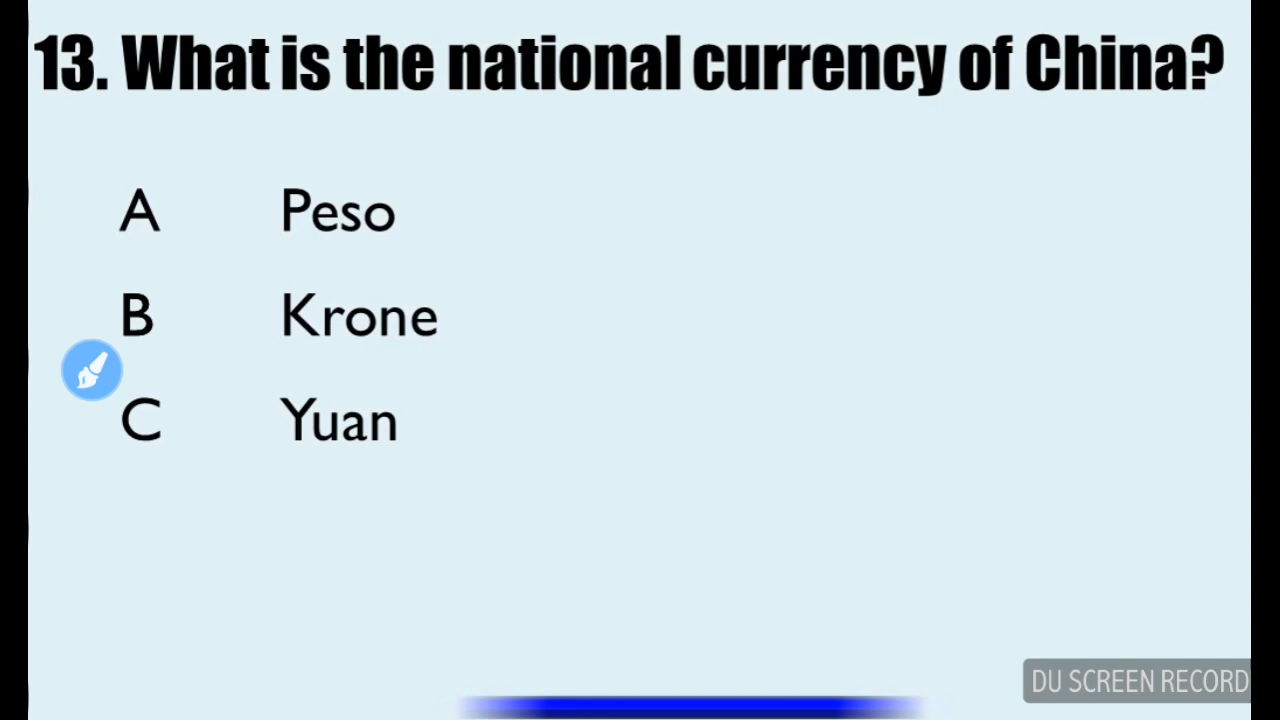 13. What is the national currency of China?
A Peso
B Krone
C Yuan
DU SCREEN RECORD